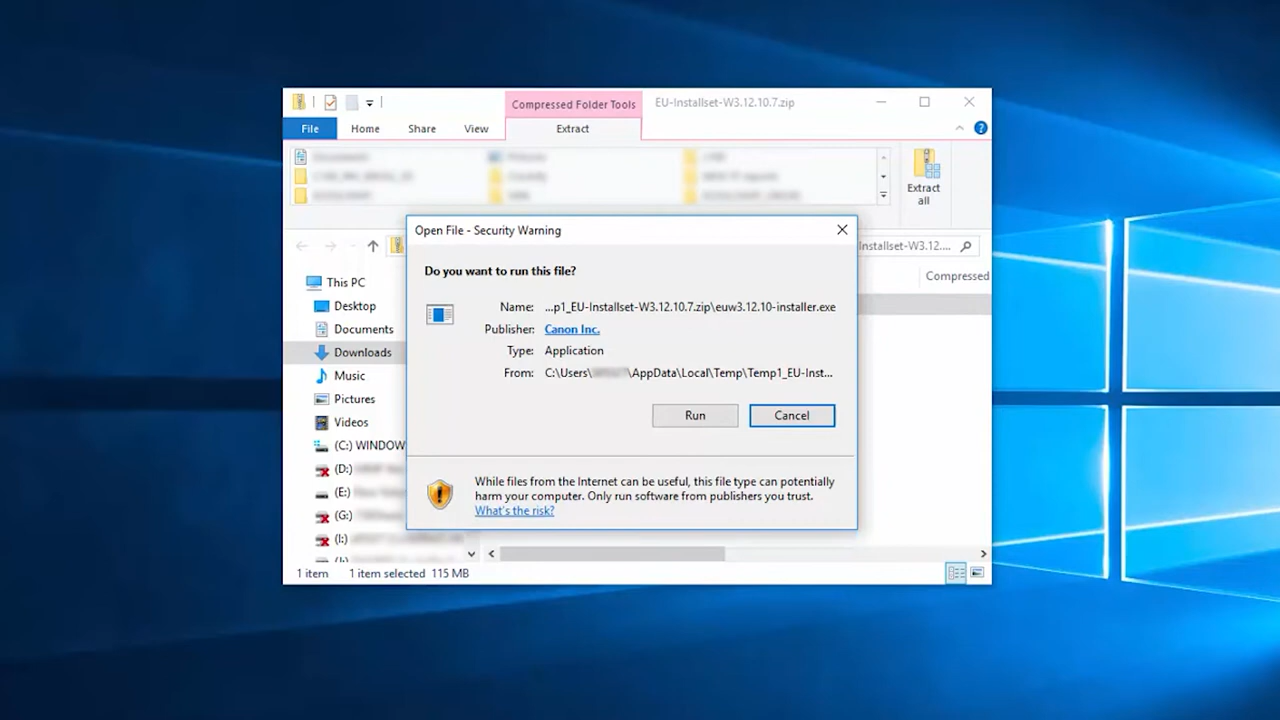 Compressed Folder Tools
EU-Installset-W3.12.10.7.zip
File
Home
Share
View
Extract
Extract all
Installset-W3.12....
Compressed
This PC
Desktop
Documents
Downloads
Music
Pictures
Videos
(C:) WINDOW
(D:)
(E:)
(G:)
(I:)
Open File - Security Warning
Do you want to run this file?
Name: ...p1_EU-Installset-W3.12.10.7.zip\euw3.12.10-installer.exe
Publisher: Canon Inc.
Type: Application
From: C:\Users\ \AppData\Local\Temp\Temp1_EU-Inst...
Run
Cancel
While files from the Internet can be useful, this file type can potentially
harm your computer. Only run software from publishers you trust.
What's the risk?
1 item 1 item selected 115 MB